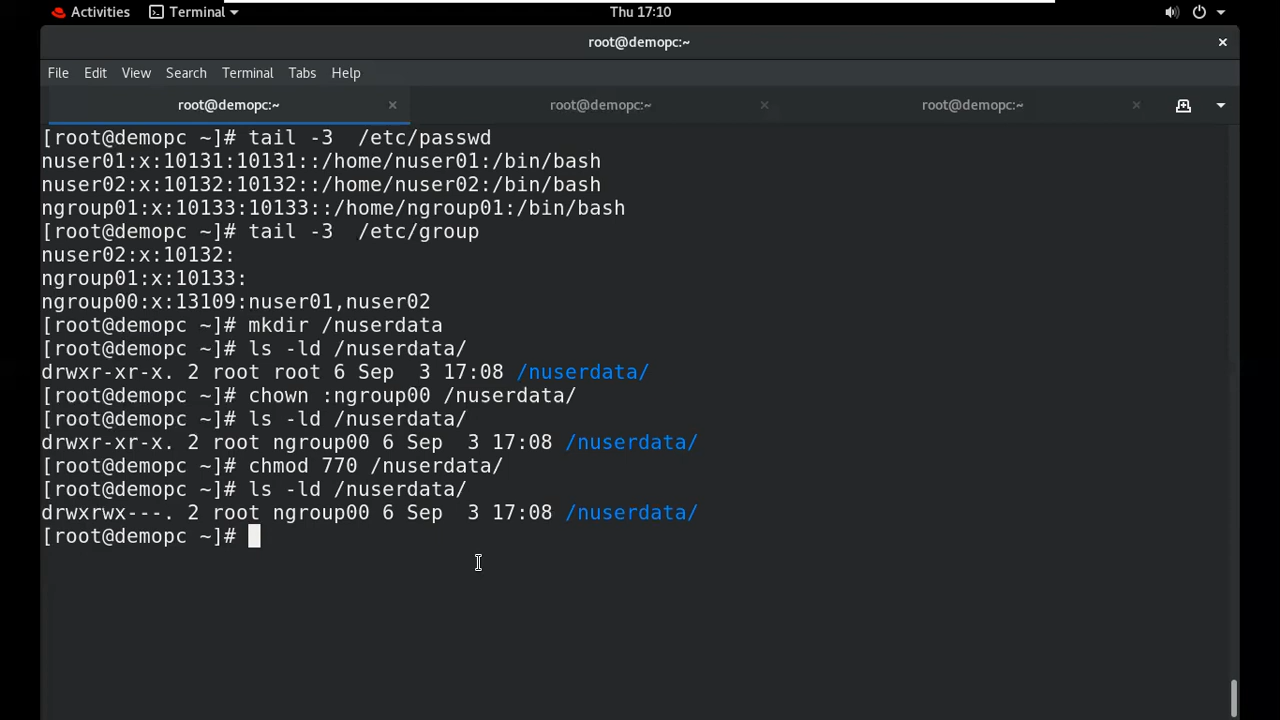 Activities Terminal Thu 17:10
root@demopc:~
File Edit View Search Terminal Tabs Help
root@demopc:~ root@demopc:~ root@demopc:~
[root@demopc ~]# tail -3  /etc/passwd
nuser01:x:10131:10131::/home/nuser01:/bin/bash
nuser02:x:10132:10132::/home/nuser02:/bin/bash
ngroup01:x:10133:10133::/home/ngroup01:/bin/bash
[root@demopc ~]# tail -3  /etc/group
nuser02:x:10132:
ngroup01:x:10133:
ngroup00:x:13109:nuser01,nuser02
[root@demopc ~]# mkdir /nuserdata
[root@demopc ~]# ls -ld /nuserdata/
drwxr-xr-x. 2 root root 6 Sep  3 17:08 /nuserdata/
[root@demopc ~]# chown :ngroup00 /nuserdata/
[root@demopc ~]# ls -ld /nuserdata/
drwxr-xr-x. 2 root ngroup00 6 Sep  3 17:08 /nuserdata/
[root@demopc ~]# chmod 770 /nuserdata/
[root@demopc ~]# ls -ld /nuserdata/
drwxrwx---. 2 root ngroup00 6 Sep  3 17:08 /nuserdata/
[root@demopc ~]#